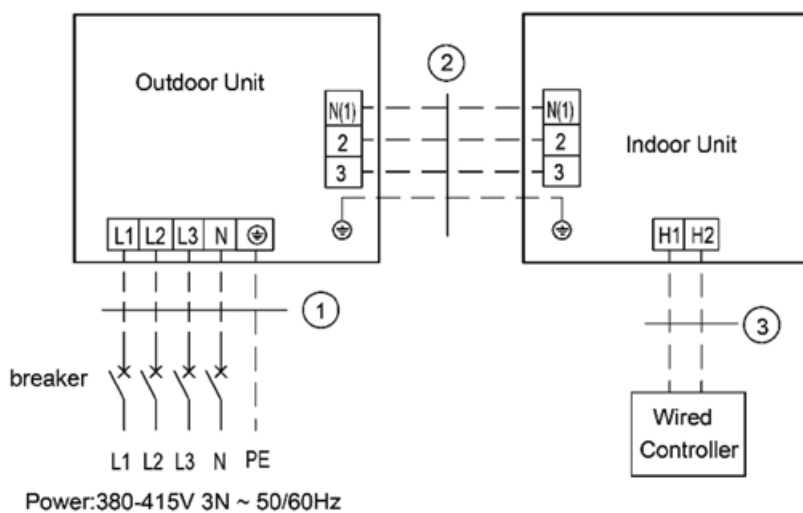 Outdoor Unit
②
N(1)
2
3
N(1)
2
3
Indoor Unit
L1 L2 L3 N
H1 H2
①
③
breaker
Wired
Controller
L1 L2 L3 N PE
Power:380-415V 3N ~ 50/60Hz